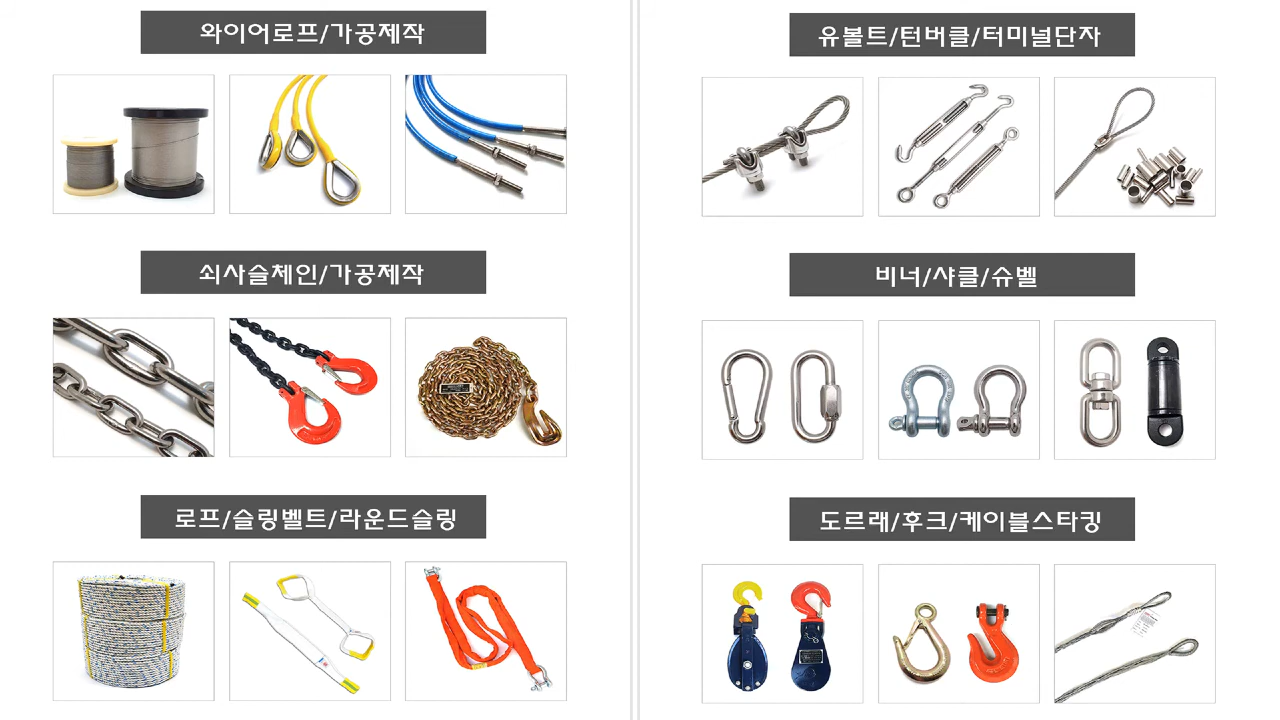 와이어로프/가공제작
쇠사슬체인/가공제작
로프/슬링벨트/라운드슬링
유볼트/턴버클/터미널단자
비너/샤클/슈벨
도르래/후크/케이블스타킹